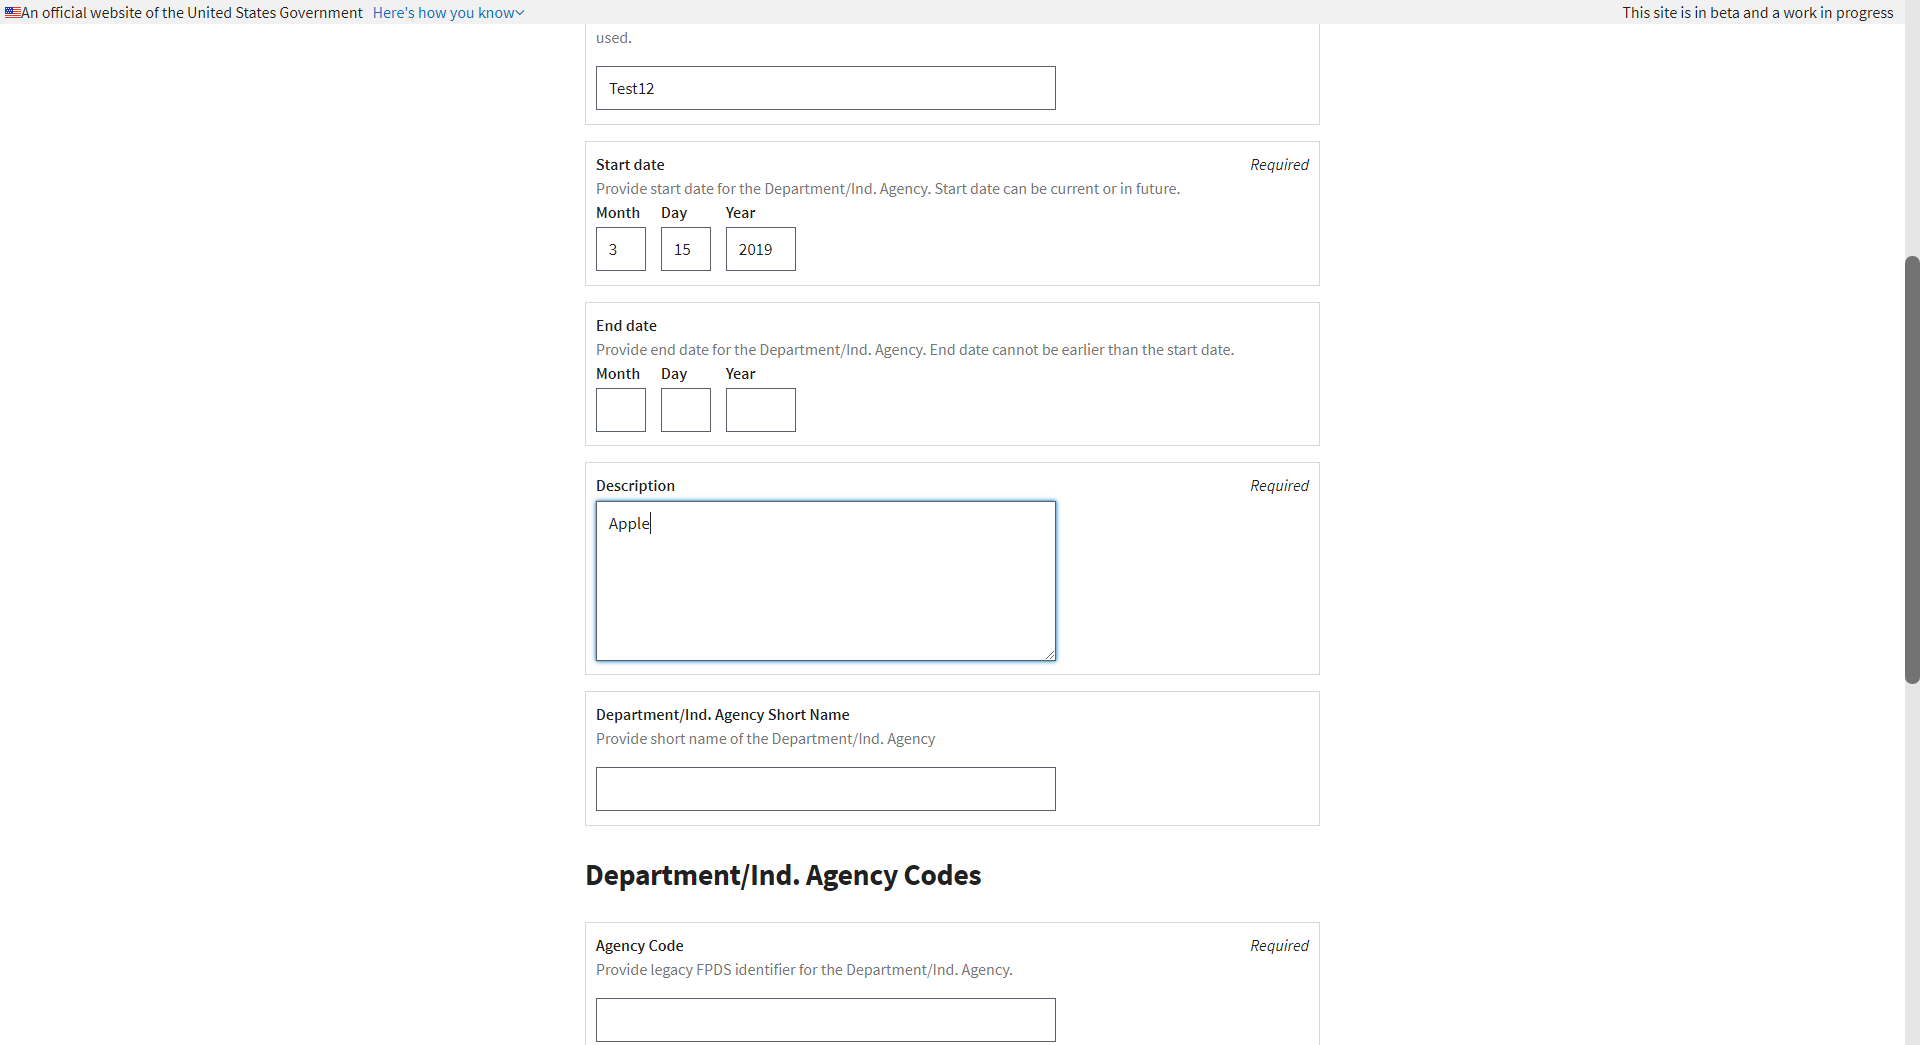 An official website of the United States Government Here's how you know
This site is in beta and a work in progress
used.
Test12
Start date Required
Provide start date for the Department/Ind. Agency. Start date can be current or in future.
Month Day Year
3 15 2019
End date
Provide end date for the Department/Ind. Agency. End date cannot be earlier than the start date.
Month Day Year
Description Required
Apple
Department/Ind. Agency Short Name
Provide short name of the Department/Ind. Agency
Department/Ind. Agency Codes
Agency Code Required
Provide legacy FPDS identifier for the Department/Ind. Agency.